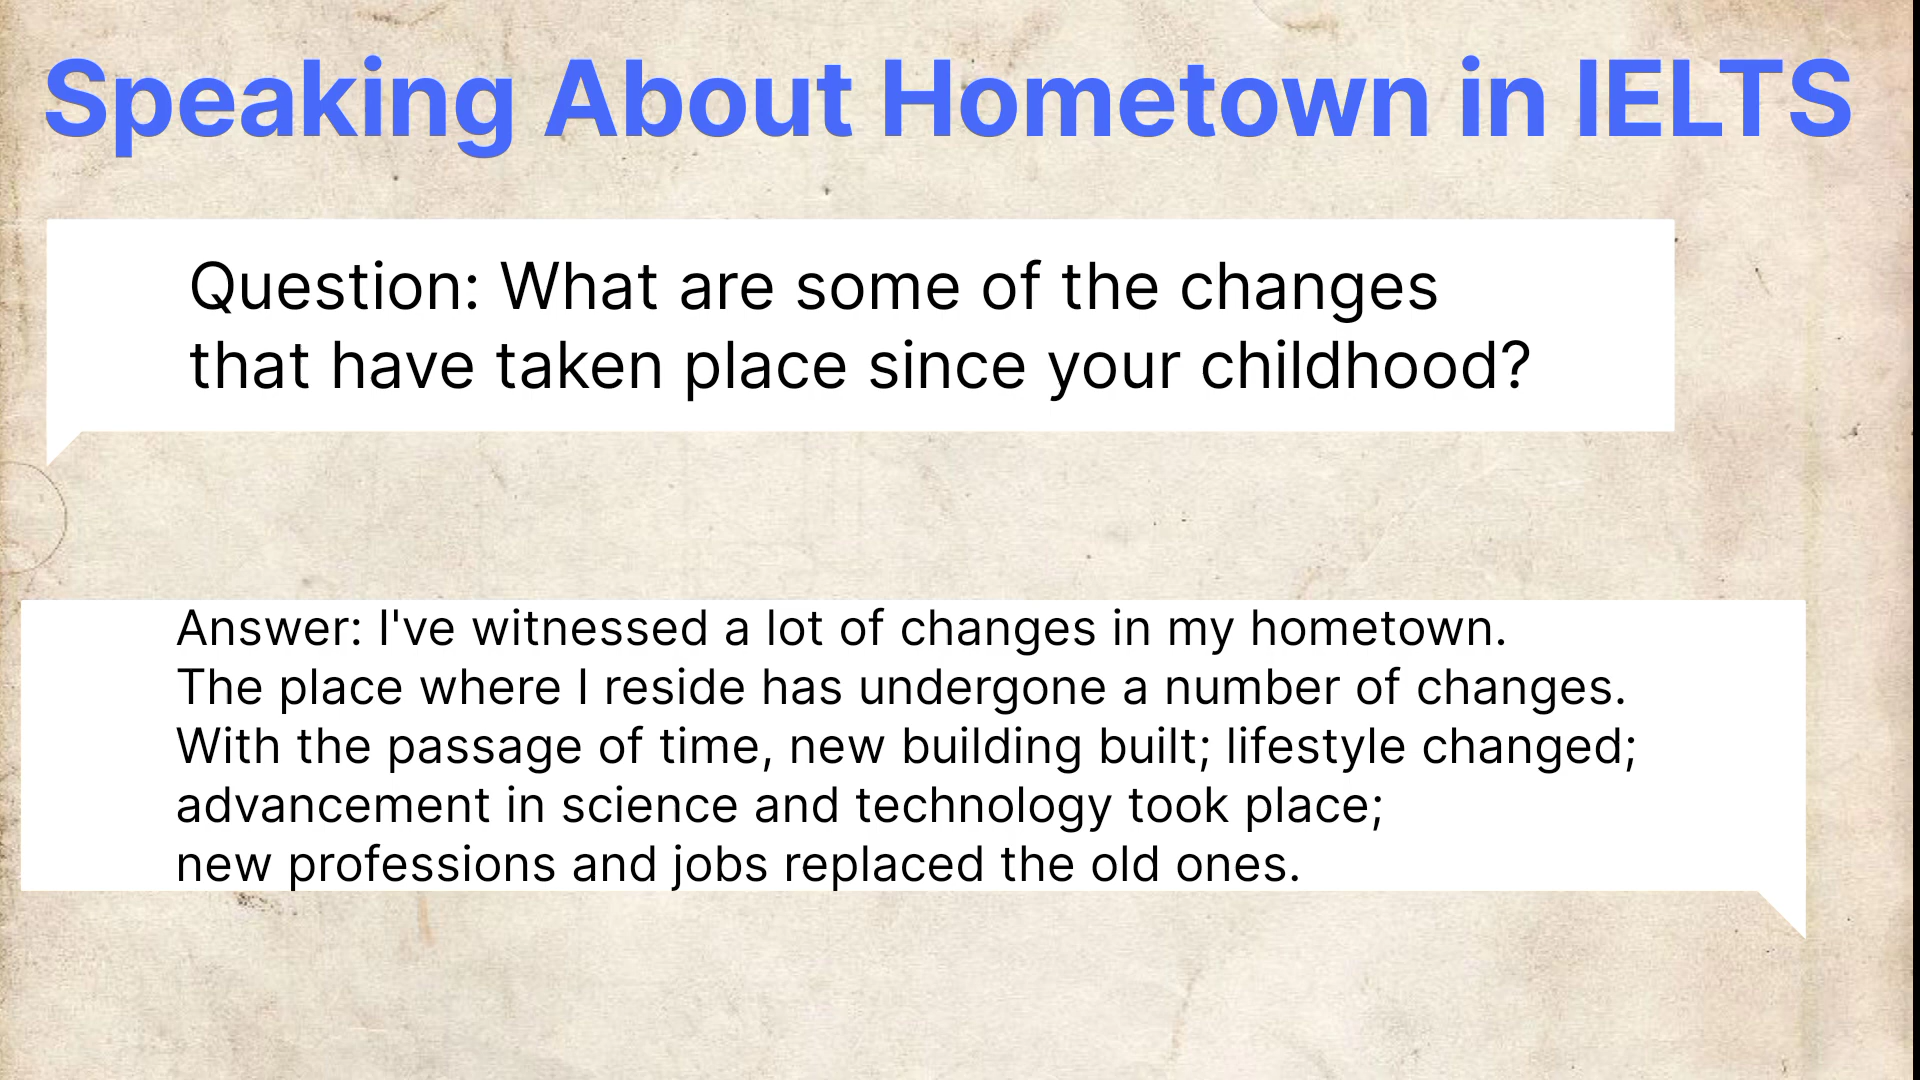 Speaking About Hometown in IELTS
Question: What are some of the changes
that have taken place since your childhood?
Answer: I've witnessed a lot of changes in my hometown.
The place where I reside has undergone a number of changes.
With the passage of time, new building built; lifestyle changed;
advancement in science and technology took place;
new professions and jobs replaced the old ones.